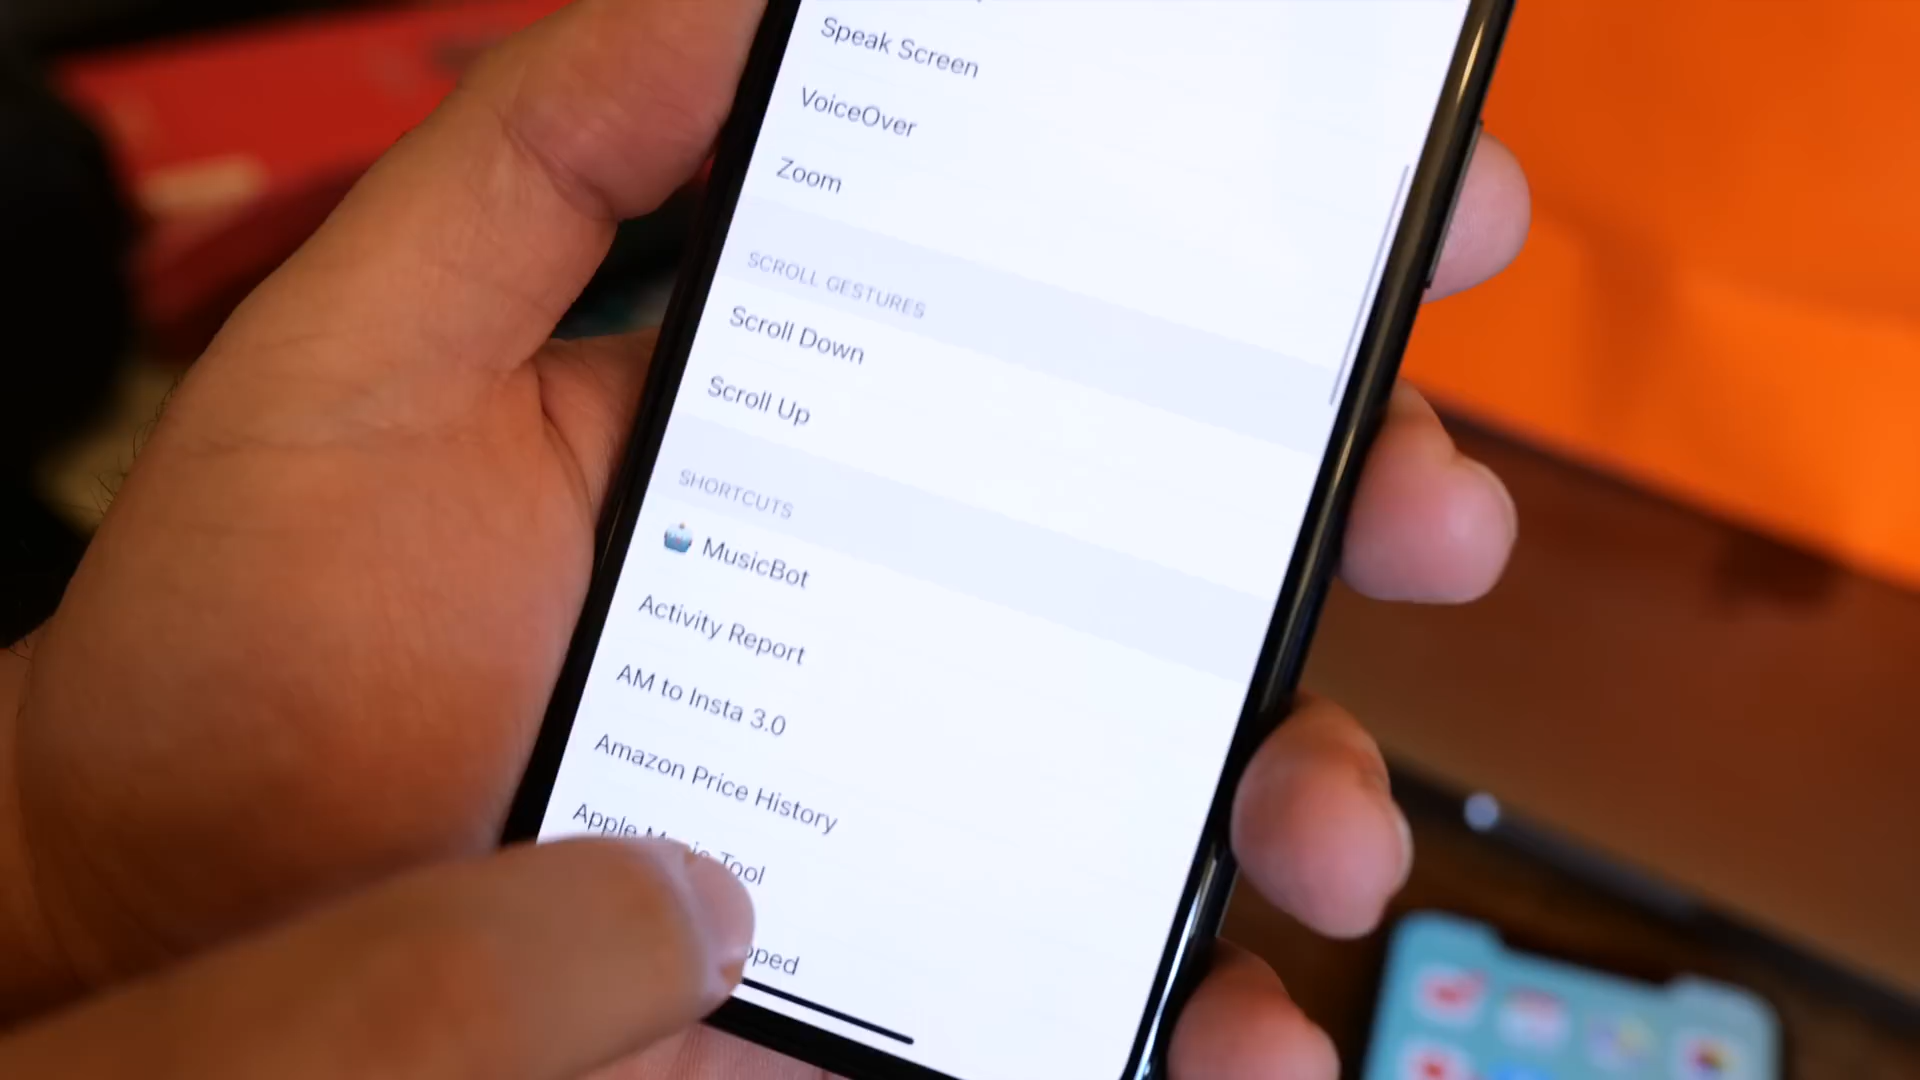 Speak Screen
VoiceOver
Zoom
SCROLL GESTURES
Scroll Down
Scroll Up
SHORTCUTS
MusicBot
Activity Report
AM to Insta 3.0
Amazon Price History
Apple Tool